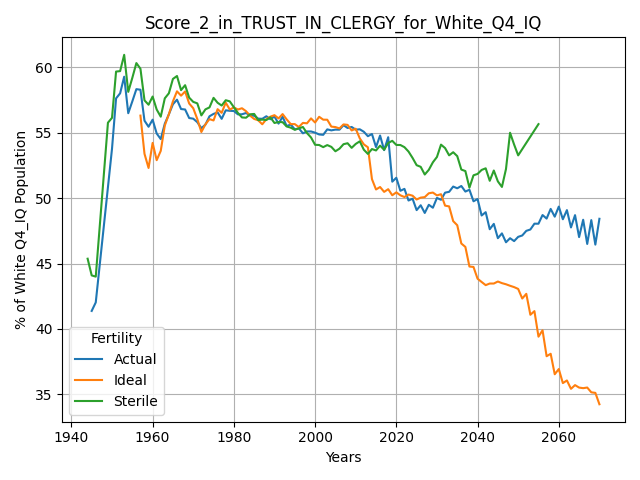 Score_2_in_TRUST_IN_CLERGY_for_White_Q4_IQ
60
55
50
45
40
35
% of White Q4_IQ Population
Fertility
Actual
Ideal
Sterile
1940 1960 1980 2000 2020 2040 2060
Years